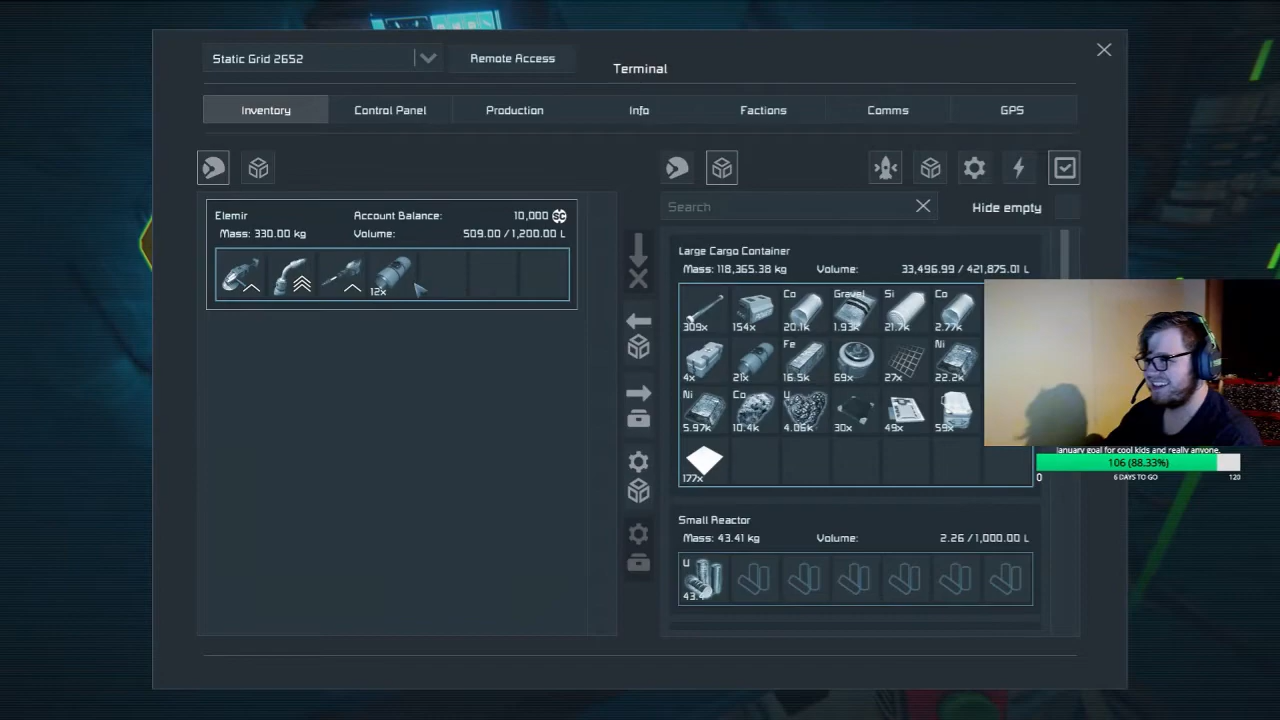 Static Grid 2652
Remote Access
Terminal
Inventory
Control Panel
Production
Info
Factions
Comms
GPS
Elemir
Account Balance:
10,000 SC
Mass: 330.00 kg
Volume:
509.00 / 1,200.00 L
12x
Search
Hide empty
Large Cargo Container
Mass: 118,365.38 kg
Volume:
33,496.99 / 421,875.01 L
Co Gravel Si Co
309x 154x 20.1k 1.93k 21.7k 2.77k
Fe Ni
4x 21x 16.5k 69x 27x 22.2k
Ni Co U
5.97k 10.4k 4.06k 30x 49x 59x
177x
Small Reactor
Mass: 43.41 kg
Volume:
2.26 / 1,000.00 L
U
43.4
January goal for cool kids and really anyone.
106 (88.33%)
0
6 DAYS TO GO
120